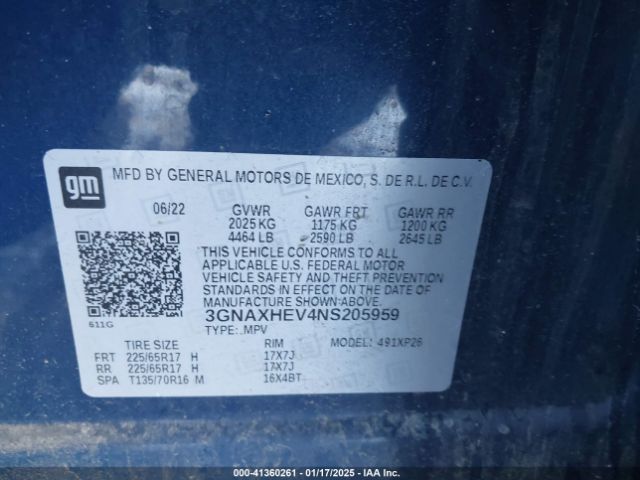 gm
MFD BY GENERAL MOTORS DE MEXICO, S. DE R.L. DE C.V.
06/22 GVWR GAWR FRT GAWR RR
2025 KG 1175 KG 1200 KG
4464 LB 2590 LB 2645 LB
THIS VEHICLE CONFORMS TO ALL
APPLICABLE U.S. FEDERAL MOTOR
VEHICLE SAFETY AND THEFT PREVENTION
STANDARDS IN EFFECT ON THE DATE OF
MANUFACTURE SHOWN ABOVE.
611G
3GNAXHEV4NS205959
TYPE: MPV MODEL: 491XP26
TIRE SIZE RIM
FRT 225/65R17 H 17X7J
RR 225/65R17 H 17X7J
SPA T135/70R16 M 16X4BT
000-41360261 - 01/17/2025 - IAA Inc.